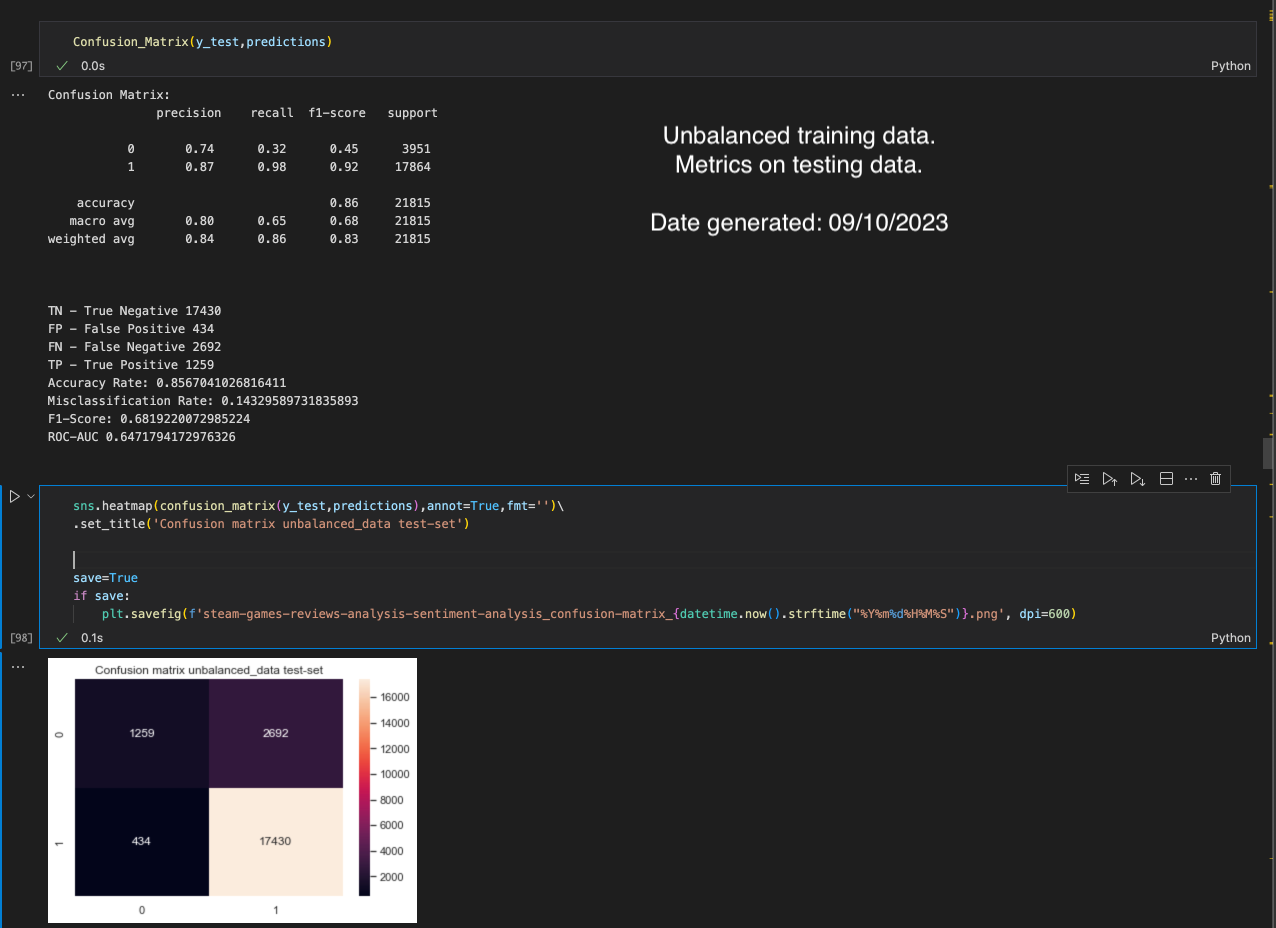 Confusion_Matrix(y_test,predictions)
[97]
0.0s
Python
Confusion Matrix:
precision recall f1-score support
0 0.74 0.32 0.45 3951
1 0.87 0.98 0.92 17864
accuracy 0.86 21815
macro avg 0.80 0.65 0.68 21815
weighted avg 0.84 0.86 0.83 21815
Unbalanced training data.
Metrics on testing data.
Date generated: 09/10/2023
TN - True Negative 17430
FP - False Positive 434
FN - False Negative 2692
TP - True Positive 1259
Accuracy Rate: 0.8567041026816411
Misclassification Rate: 0.14329589731835893
F1-Score: 0.6819220072985224
ROC-AUC 0.6471794172976326
sns.heatmap(confusion_matrix(y_test,predictions),annot=True,fmt='')\
.set_title('Confusion matrix unbalanced_data test-set')
save=True
if save:
plt.savefig(f'steam-games-reviews-analysis-sentiment-analysis_confusion-matrix_{datetime.now().strftime("%Y%m%d%H%M%S")}.png', dpi=600)
[98]
0.1s
Python
Confusion matrix unbalanced_data test-set
0
1259
2692
1
434
17430
0
1
16000
14000
12000
10000
8000
6000
4000
2000